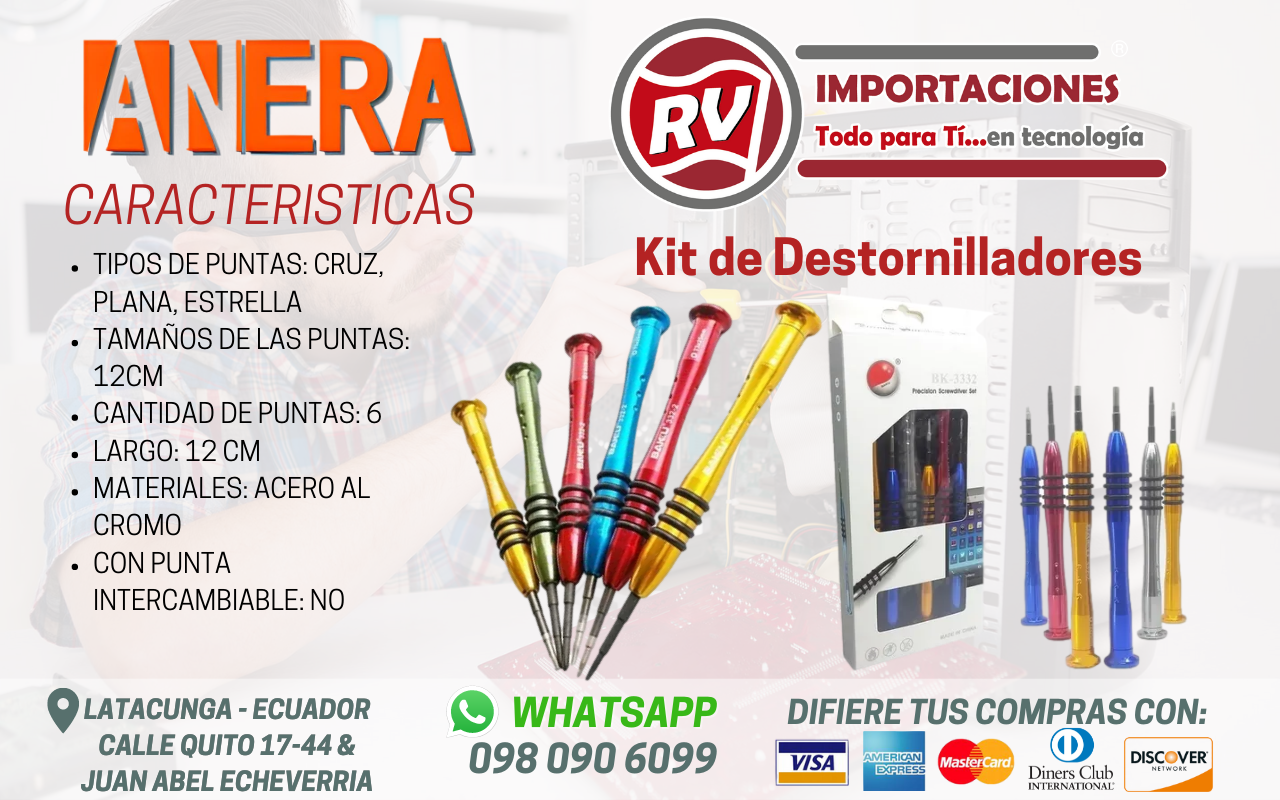 ANERA
CARACTERISTICAS
TIPOS DE PUNTAS: CRUZ,
PLANA, ESTRELLA
TAMAÑOS DE LAS PUNTAS:
12CM
CANTIDAD DE PUNTAS: 6
LARGO: 12 CM
MATERIALES: ACERO AL
CROMO
CON PUNTA
INTERCAMBIABLE: NO
RV
IMPORTACIONES
®
Todo para Tí...en tecnología
Kit de Destornilladores
BK-3332
Precision Screwdriver Set
LATACUNGA - ECUADOR
CALLE QUITO 17-44 &
JUAN ABEL ECHEVERRIA
WHATSAPP
098 090 6099
DIFIERE TUS COMPRAS CON:
VISA
AMERICAN
EXPRESS
MasterCard
Diners Club
INTERNATIONAL
DISCOVER
NETWORK